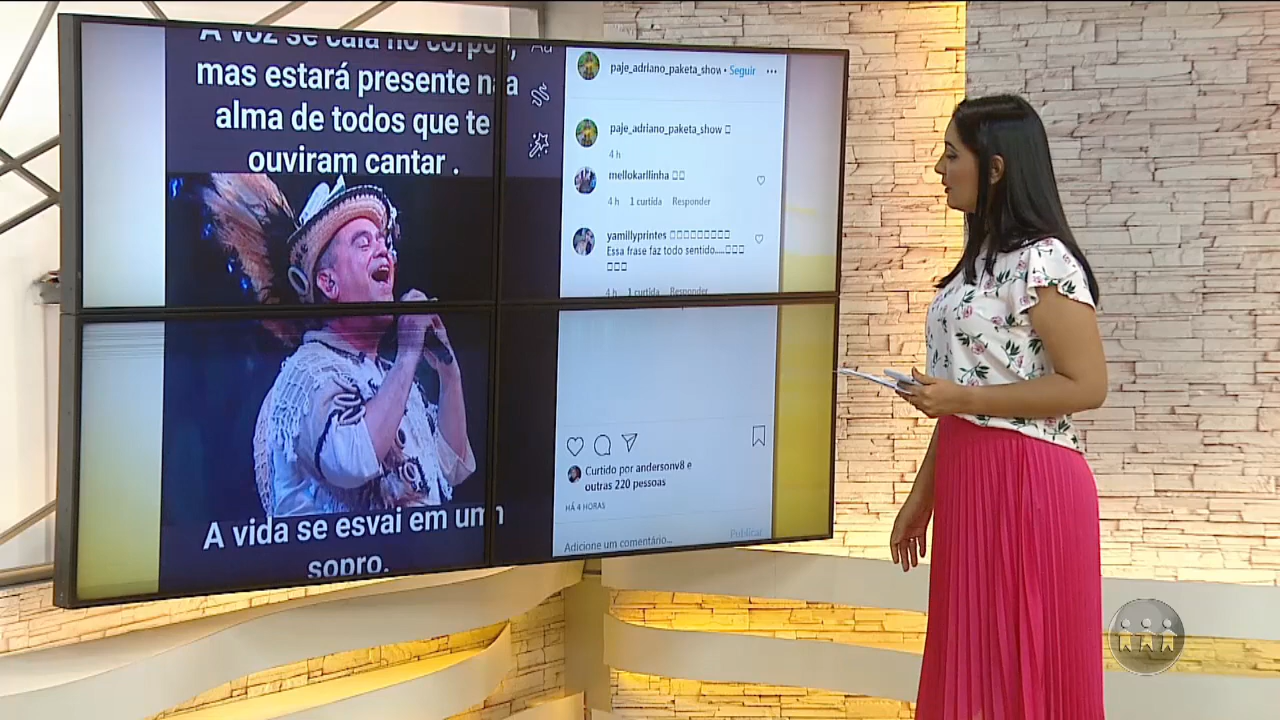 A voz se cala no corpo,
mas estará presente na
alma de todos que te
ouviram cantar .
A vida se esvai em um
sopro.
Aa
paje_adriano_paketa_show • Seguir
paje_adriano_paketa_show
4 h
mellokarllinha
4 h 1 curtida Responder
yamillyprintes
Essa frase faz todo sentido.....
4 h 1 curtida Responder
Curtido por andersonv8 e
outras 220 pessoas
HÁ 4 HORAS
Adicione um comentário...
Publicar